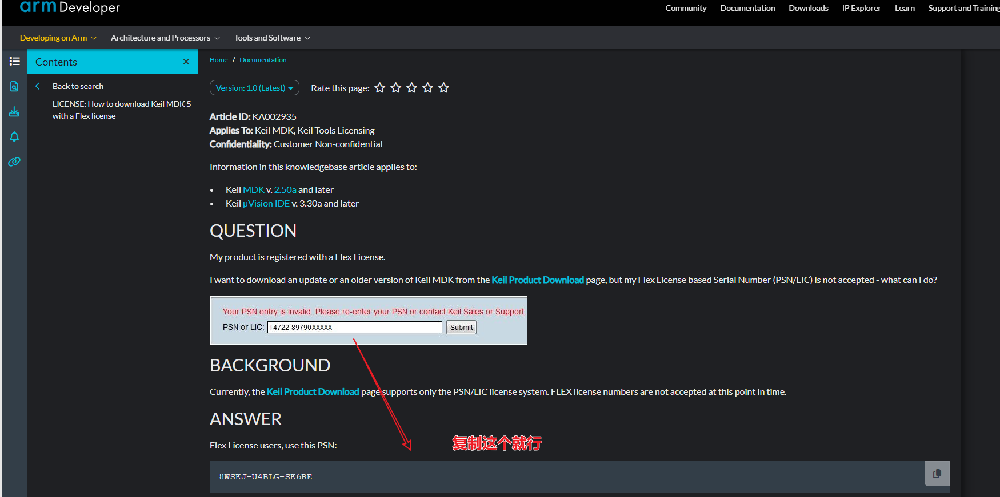 arm Developer
Community Documentation Downloads IP Explorer Learn Support and Training
Developing on Arm Architecture and Processors Tools and Software
Contents
Back to search
LICENSE: How to download Keil MDK 5
with a Flex license
Home / Documentation
Version: 1.0 (Latest) Rate this page:
Article ID: KA002935
Applies To: Keil MDK, Keil Tools Licensing
Confidentiality: Customer Non-confidential
Information in this knowledgebase article applies to:
• Keil MDK v. 2.50a and later
• Keil µVision IDE v. 3.30a and later
QUESTION
My product is registered with a Flex License.
I want to download an update or an older version of Keil MDK from the Keil Product Download page, but my Flex License based Serial Number (PSN/LIC) is not accepted - what can I do?
Your PSN entry is invalid. Please re-enter your PSN or contact Keil Sales or Support.
PSN or LIC: T4722-89790-XXXXX Submit
BACKGROUND
Currently, the Keil Product Download page supports only the PSN/LIC license system. FLEX license numbers are not accepted at this point in time.
ANSWER
复制这个就行
Flex License users, use this PSN:
8WSKJ-U4BLG-SK6BE